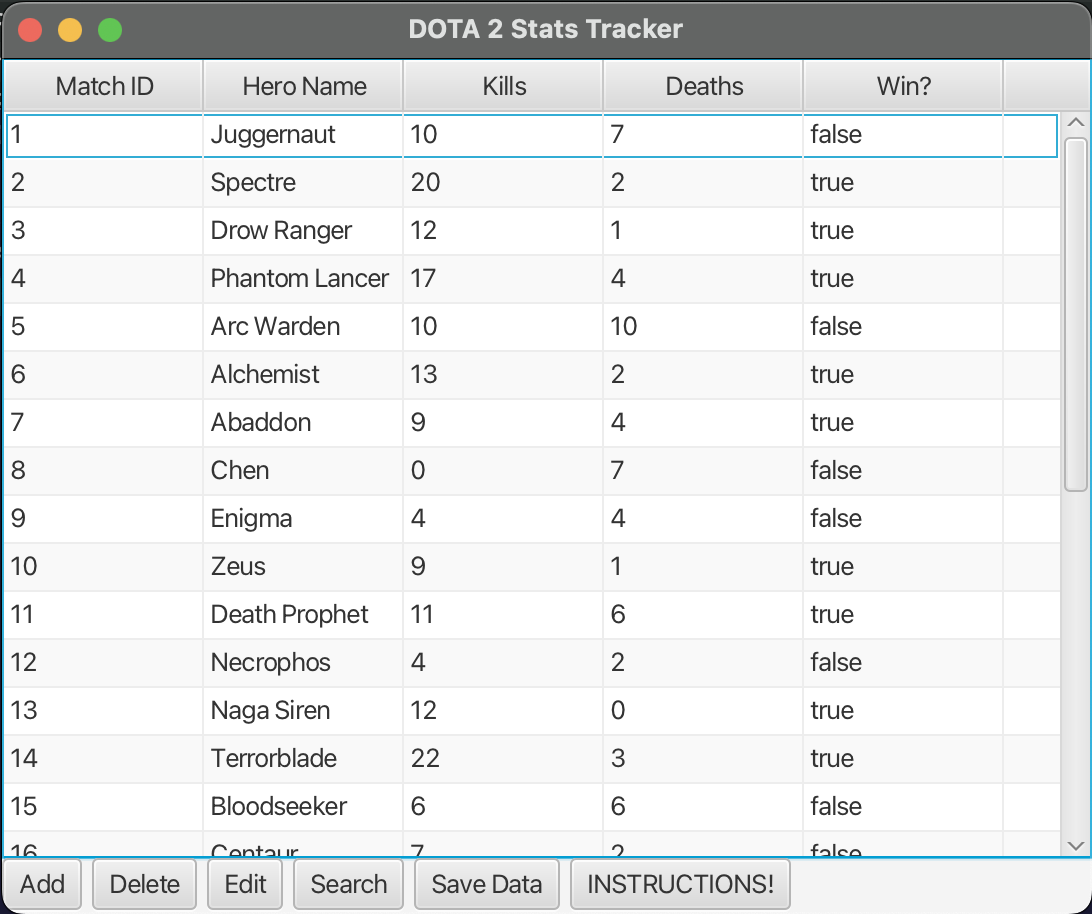 DOTA 2 Stats Tracker
Match ID Hero Name Kills Deaths Win?
1 Juggernaut 10 7 false
2 Spectre 20 2 true
3 Drow Ranger 12 1 true
4 Phantom Lancer 17 4 true
5 Arc Warden 10 10 false
6 Alchemist 13 2 true
7 Abaddon 9 4 true
8 Chen 0 7 false
9 Enigma 4 4 false
10 Zeus 9 1 true
11 Death Prophet 11 6 true
12 Necrophos 4 2 false
13 Naga Siren 12 0 true
14 Terrorblade 22 3 true
15 Bloodseeker 6 6 false
16 Centaur 7 2 false
Add Delete Edit Search Save Data INSTRUCTIONS!